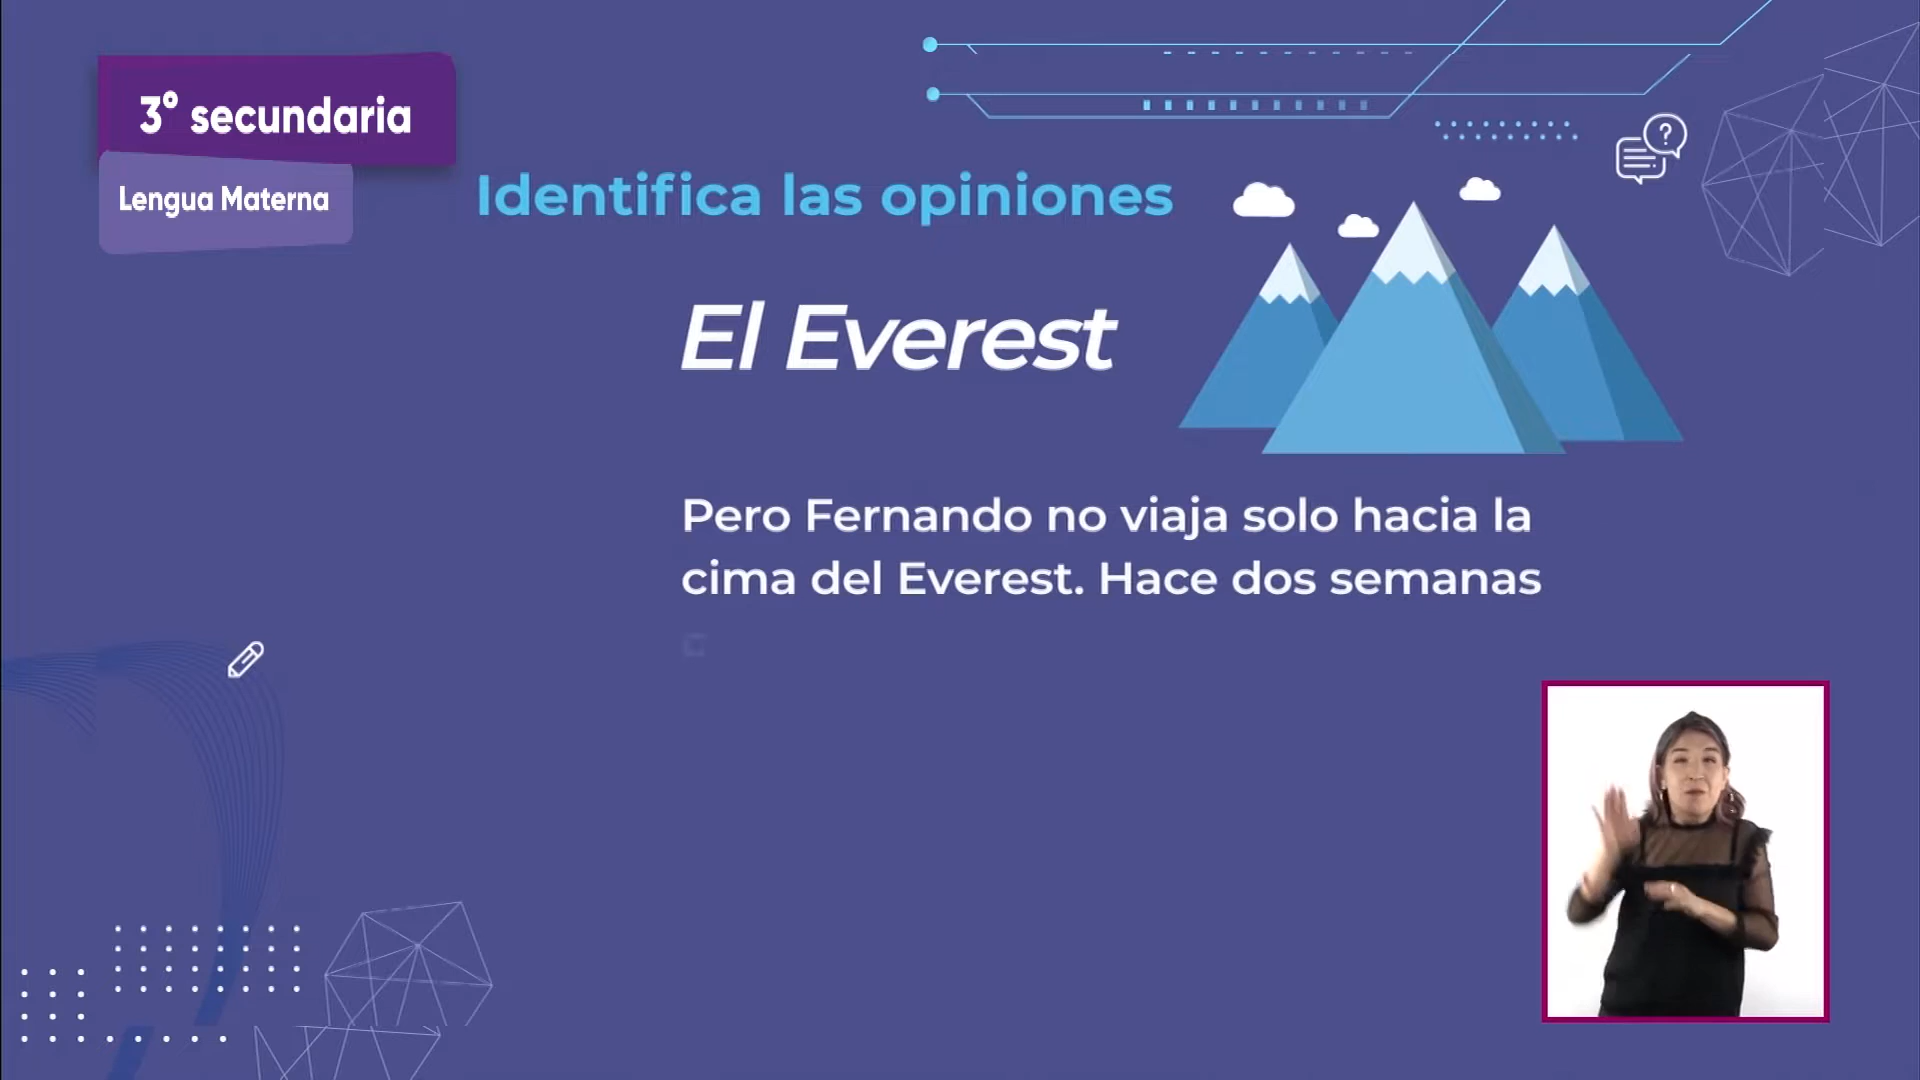 3° secundaria
Lengua Materna
Identifica las opiniones
El Everest
Pero Fernando no viaja solo hacia la
cima del Everest. Hace dos semanas